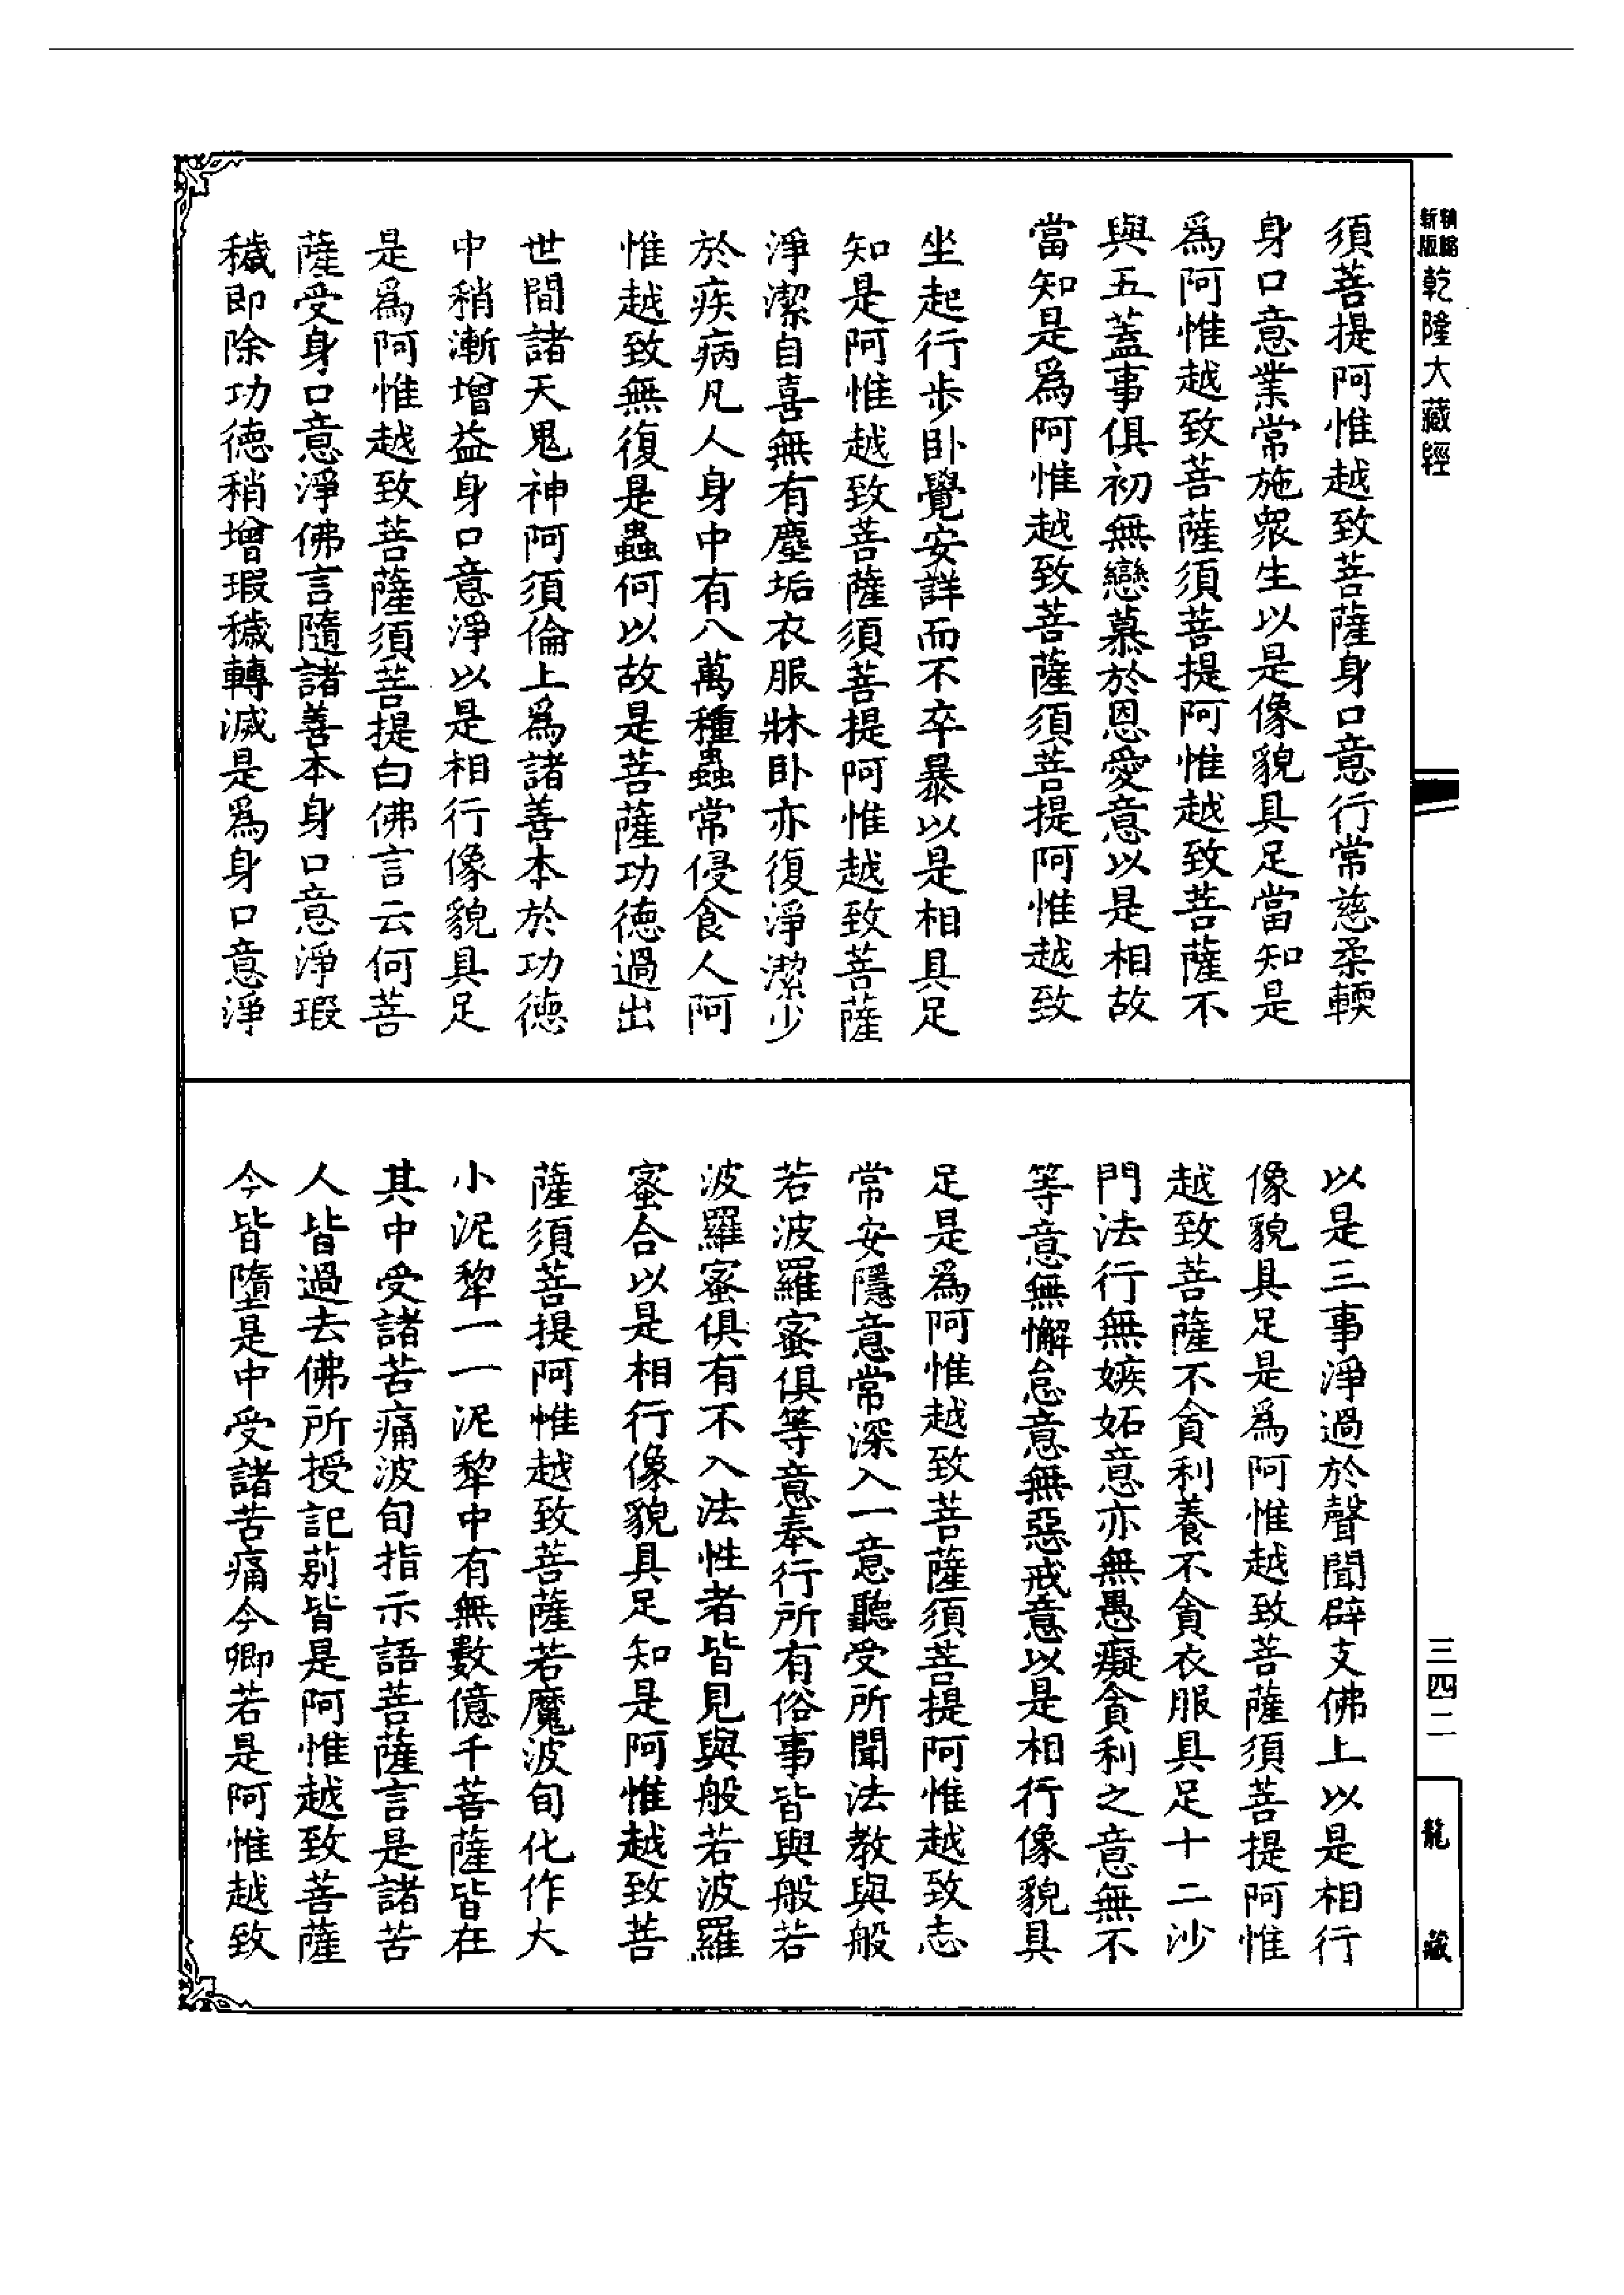 精縮
新版
乾隆大藏經
須菩提阿惟越致菩薩身口意行常慈柔輭
身口意業常施衆生以是像貌具足當知是
爲阿惟越致菩薩須菩提阿惟越致菩薩不
與五蓋事俱初無戀慕於恩愛意以是相故
當知是爲阿惟越致菩薩須菩提阿惟越致
坐起行步卧覺安詳而不卒暴以是相具足
知是阿惟越致菩薩須菩提阿惟越致菩薩
淨潔自喜無有塵垢衣服牀卧亦復淨潔少
於疾病凡人身中有八萬種蟲常侵食人阿
惟越致無復是蟲何以故是菩薩功德過出
世間諸天鬼神阿須倫上爲諸善本於功德
中稍漸增益身口意淨以是相行像貌具足
是爲阿惟越致菩薩須菩提白佛言云何菩
薩受身口意淨佛言隨諸善本身口意淨瑕
穢即除功德稍增瑕穢轉滅是爲身口意淨
以是三事淨過於聲聞辟支佛上以是相行
像貌具足是爲阿惟越致菩薩須菩提阿惟
越致菩薩不貪利養不貪衣服具足十二沙
門法行無嫉妬意亦無愚癡貪利之意無不
等意無懈怠意無惡戒意以是相行像貌具
足是爲阿惟越致菩薩須菩提阿惟越致志
常安隱意常深入一意聽受所聞法教與般
若波羅蜜俱等意奉行所有俗事皆與般若
波羅蜜俱有不入法性者皆見與般若波羅
蜜合以是相行像貌具足知是阿惟越致菩
薩須菩提阿惟越致菩薩若魔波旬化作大
小泥犂一一泥犂中有無數億千菩薩皆在
其中受諸苦痛波旬指示語菩薩言是諸苦
人皆過去佛所授記莂皆是阿惟越致菩薩
今皆墮是中受諸苦痛今卿若是阿惟越致
三四二
龍藏